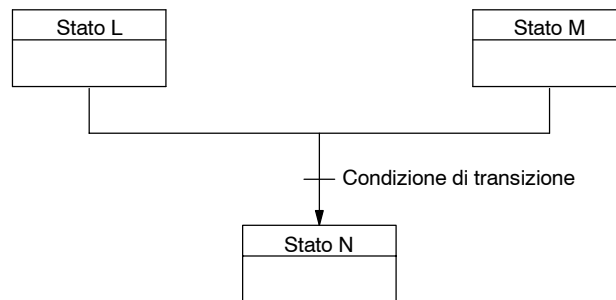 Stato L
Stato M
Condizione di transizione
Stato N